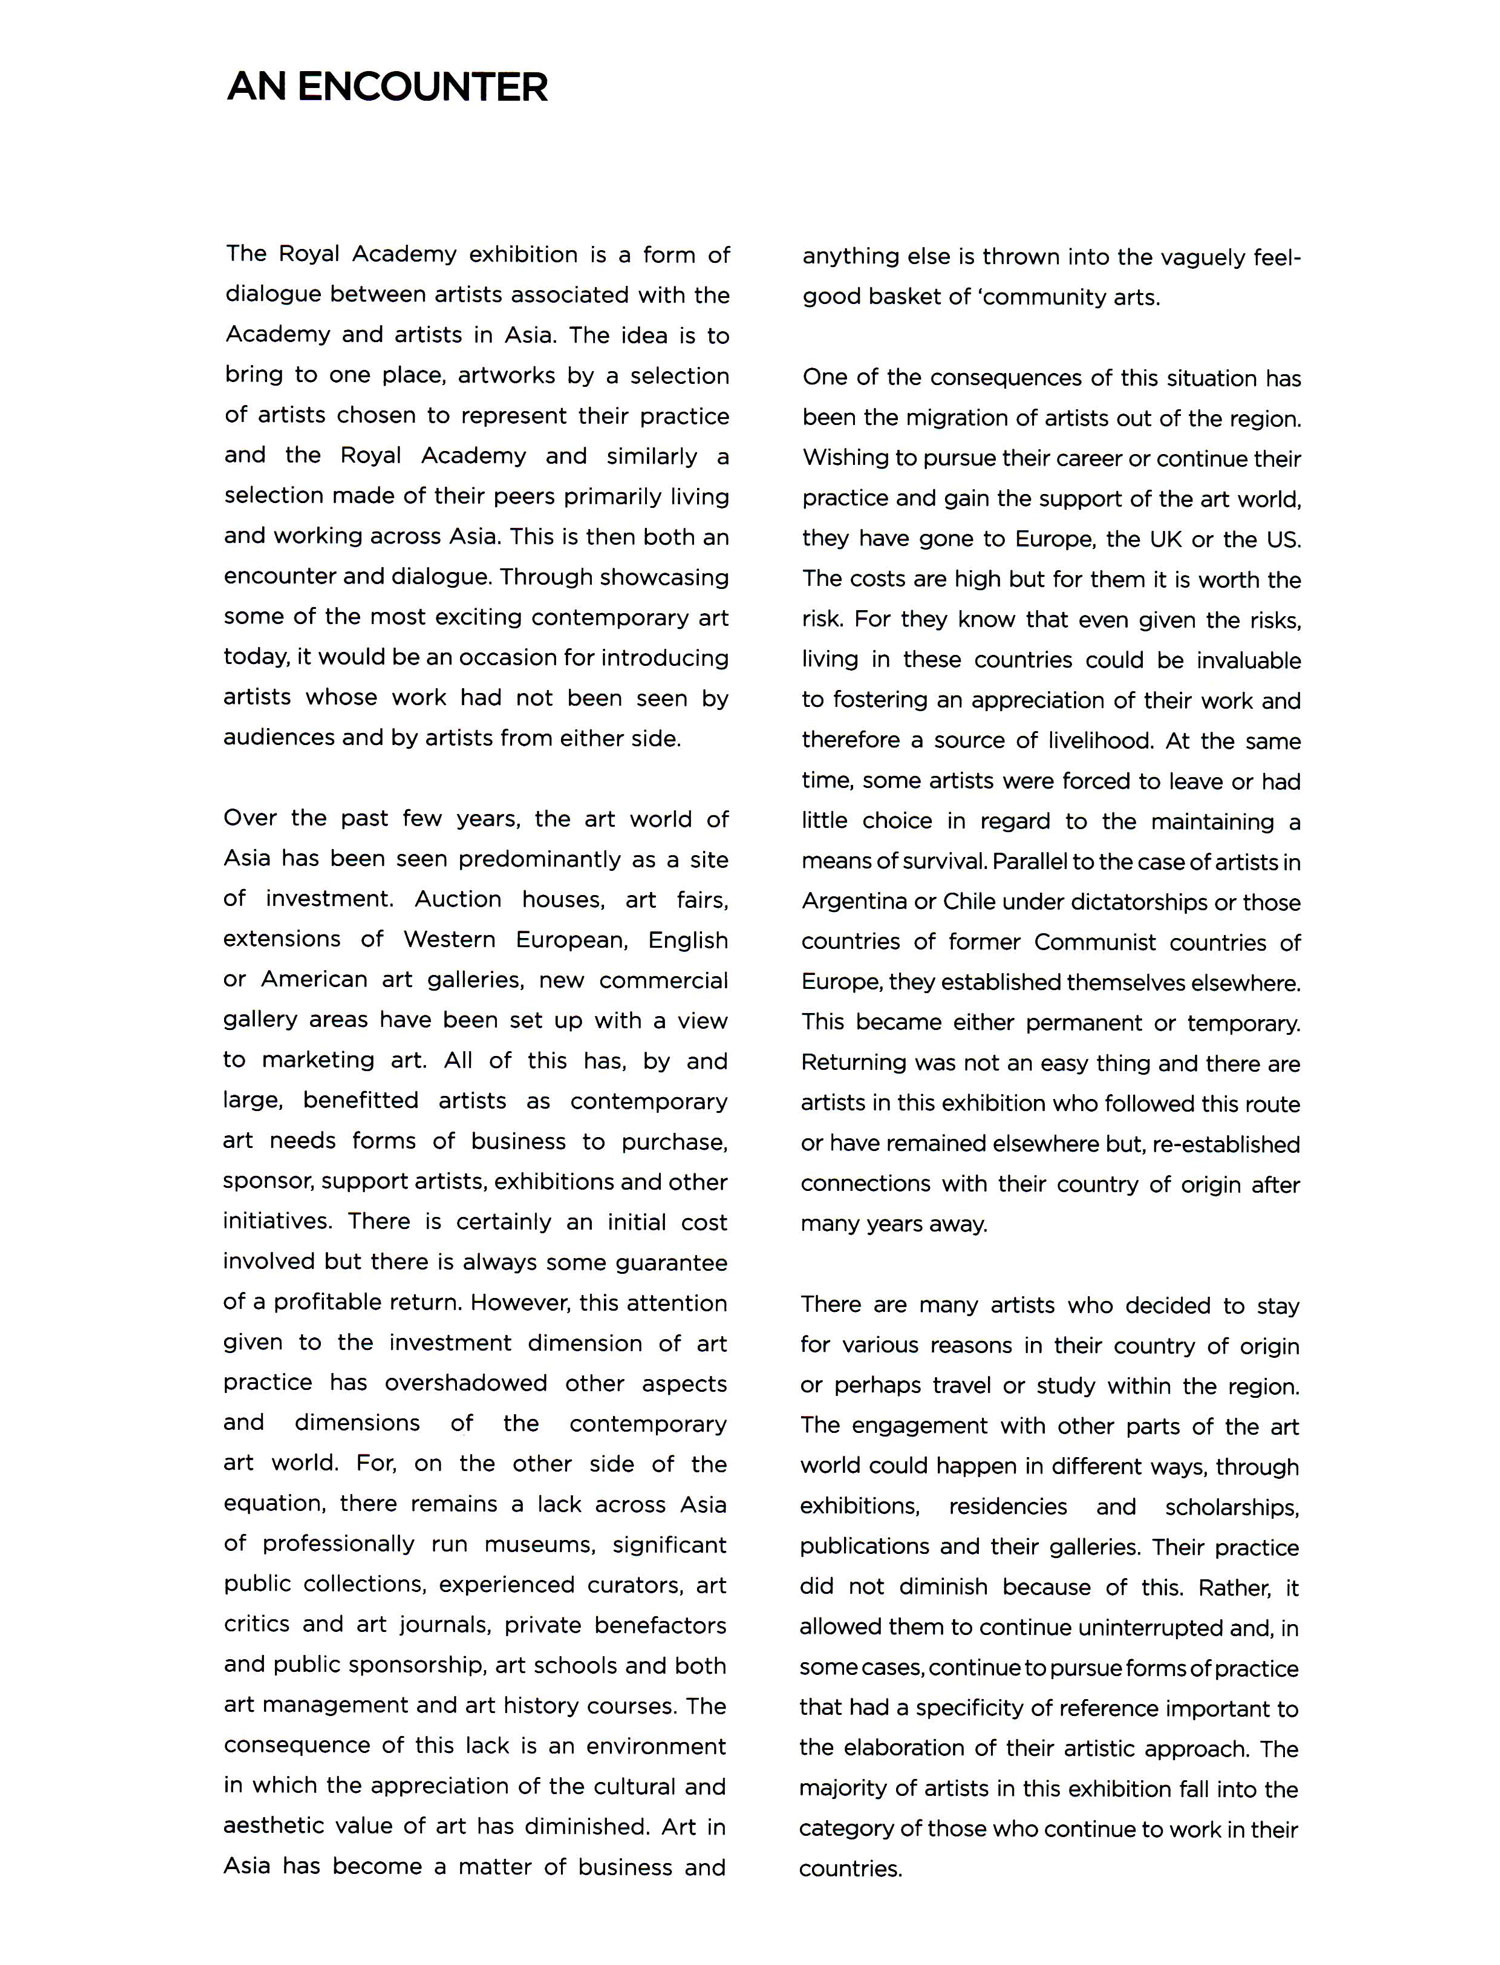 AN ENCOUNTER
The Royal Academy exhibition is a form of
dialogue between artists associated with the
Academy and artists in Asia. The idea is to
bring to one place, artworks by a selection
of artists chosen to represent their practice
and the Royal Academy and similarly a
selection made of their peers primarily living
and working across Asia. This is then both an
encounter and dialogue. Through showcasing
some of the most exciting contemporary art
today, it would be an occasion for introducing
artists whose work had not been seen by
audiences and by artists from either side.
Over the past few years, the art world of
Asia has been seen predominantly as a site
of investment. Auction houses, art fairs,
extensions of Western European, English
or American art galleries, new commercial
gallery areas have been set up with a view
to marketing art. All of this has, by and
large, benefitted artists as contemporary
art needs forms of business to purchase,
sponsor, support artists, exhibitions and other
initiatives. There is certainly an initial cost
involved but there is always some guarantee
of a profitable return. However, this attention
given to the investment dimension of art
practice has overshadowed other aspects
and dimensions of the contemporary
art world. For, on the other side of the
equation, there remains a lack across Asia
of professionally run museums, significant
public collections, experienced curators, art
critics and art journals, private benefactors
and public sponsorship, art schools and both
art management and art history courses. The
consequence of this lack is an environment
in which the appreciation of the cultural and
aesthetic value of art has diminished. Art in
Asia has become a matter of business and
anything else is thrown into the vaguely feel-
good basket of ‘community arts.
One of the consequences of this situation has
been the migration of artists out of the region.
Wishing to pursue their career or continue their
practice and gain the support of the art world,
they have gone to Europe, the UK or the US.
The costs are high but for them it is worth the
risk. For they know that even given the risks,
living in these countries could be invaluable
to fostering an appreciation of their work and
therefore a source of livelihood. At the same
time, some artists were forced to leave or had
little choice in regard to the maintaining a
means of survival. Parallel to the case of artists in
Argentina or Chile under dictatorships or those
countries of former Communist countries of
Europe, they established themselves elsewhere.
This became either permanent or temporary.
Returning was not an easy thing and there are
artists in this exhibition who followed this route
or have remained elsewhere but, re-established
connections with their country of origin after
many years away.
There are many artists who decided to stay
for various reasons in their country of origin
or perhaps travel or study within the region.
The engagement with other parts of the art
world could happen in different ways, through
exhibitions, residencies and scholarships,
publications and their galleries. Their practice
did not diminish because of this. Rather, it
allowed them to continue uninterrupted and, in
some cases, continue to pursue forms of practice
that had a specificity of reference important to
the elaboration of their artistic approach. The
majority of artists in this exhibition fall into the
category of those who continue to work in their
countries.